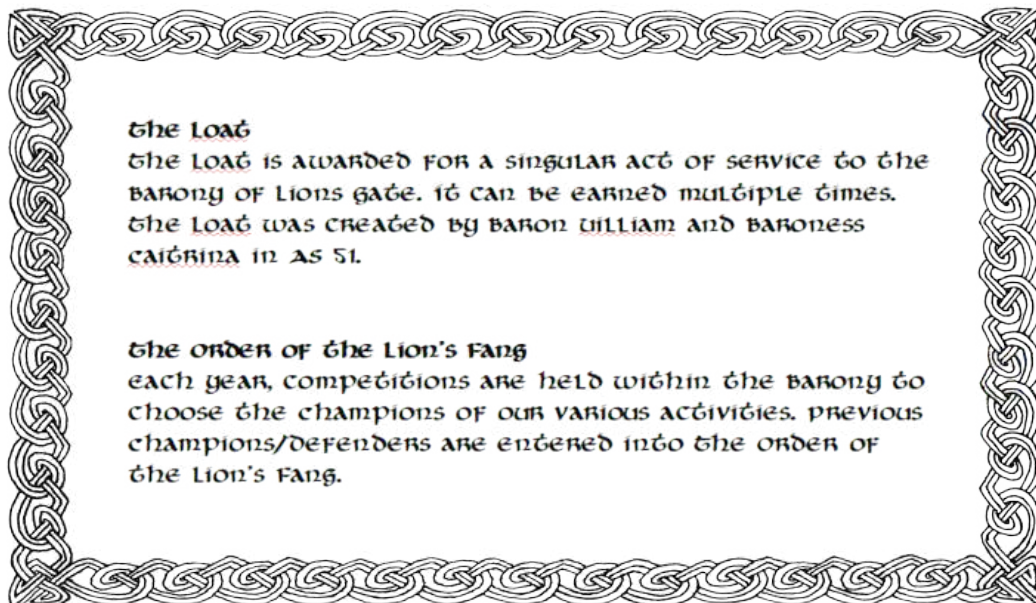 The Loat
The Loat is awarded for a singular act of service to the
Barony of Lions Gate. It can be earned multiple times.
The Loat was created by Baron Uilliam and Baroness
Caitrina in AS 51.
The Order of the Lion's Fang
Each year, competitions are held within the Barony to
choose the champions of our various activities. Previous
champions/defenders are entered into The Order of
the Lion's Fang.